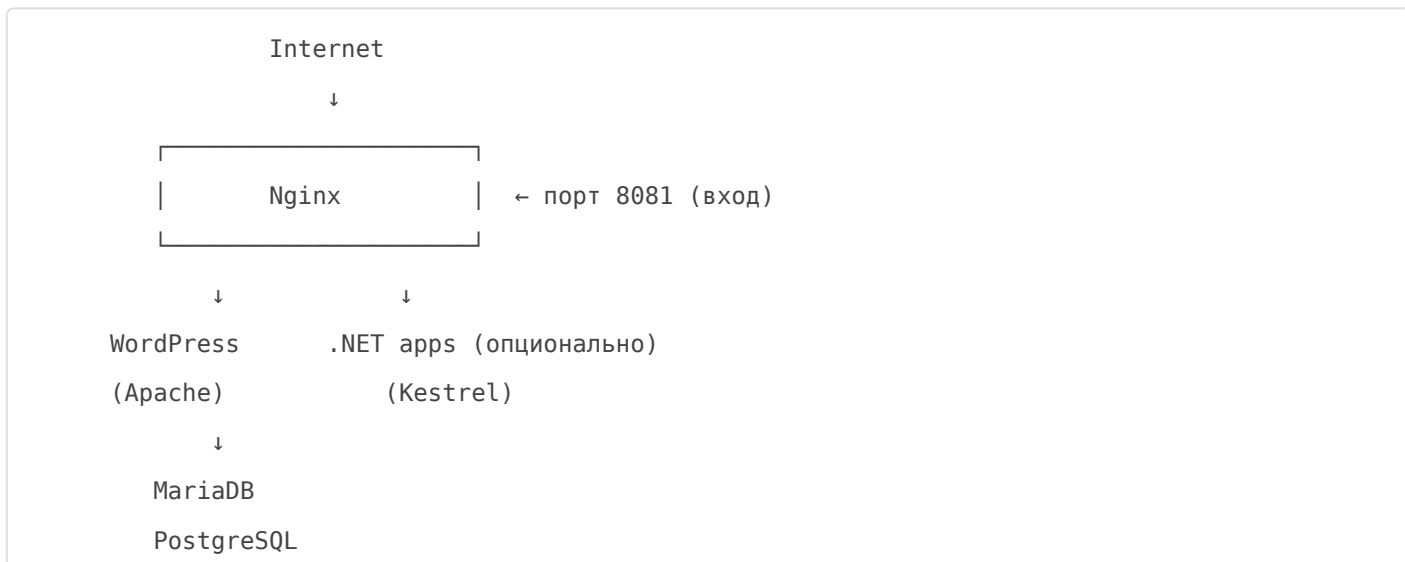 Internet
↓
┌─────────────────────┐
│ Nginx │ ← порт 8081 (вход)
└─────────────────────┘
↓ ↓
WordPress .NET apps (опционально)
(Apache) (Kestrel)
↓
MariaDB
PostgreSQL